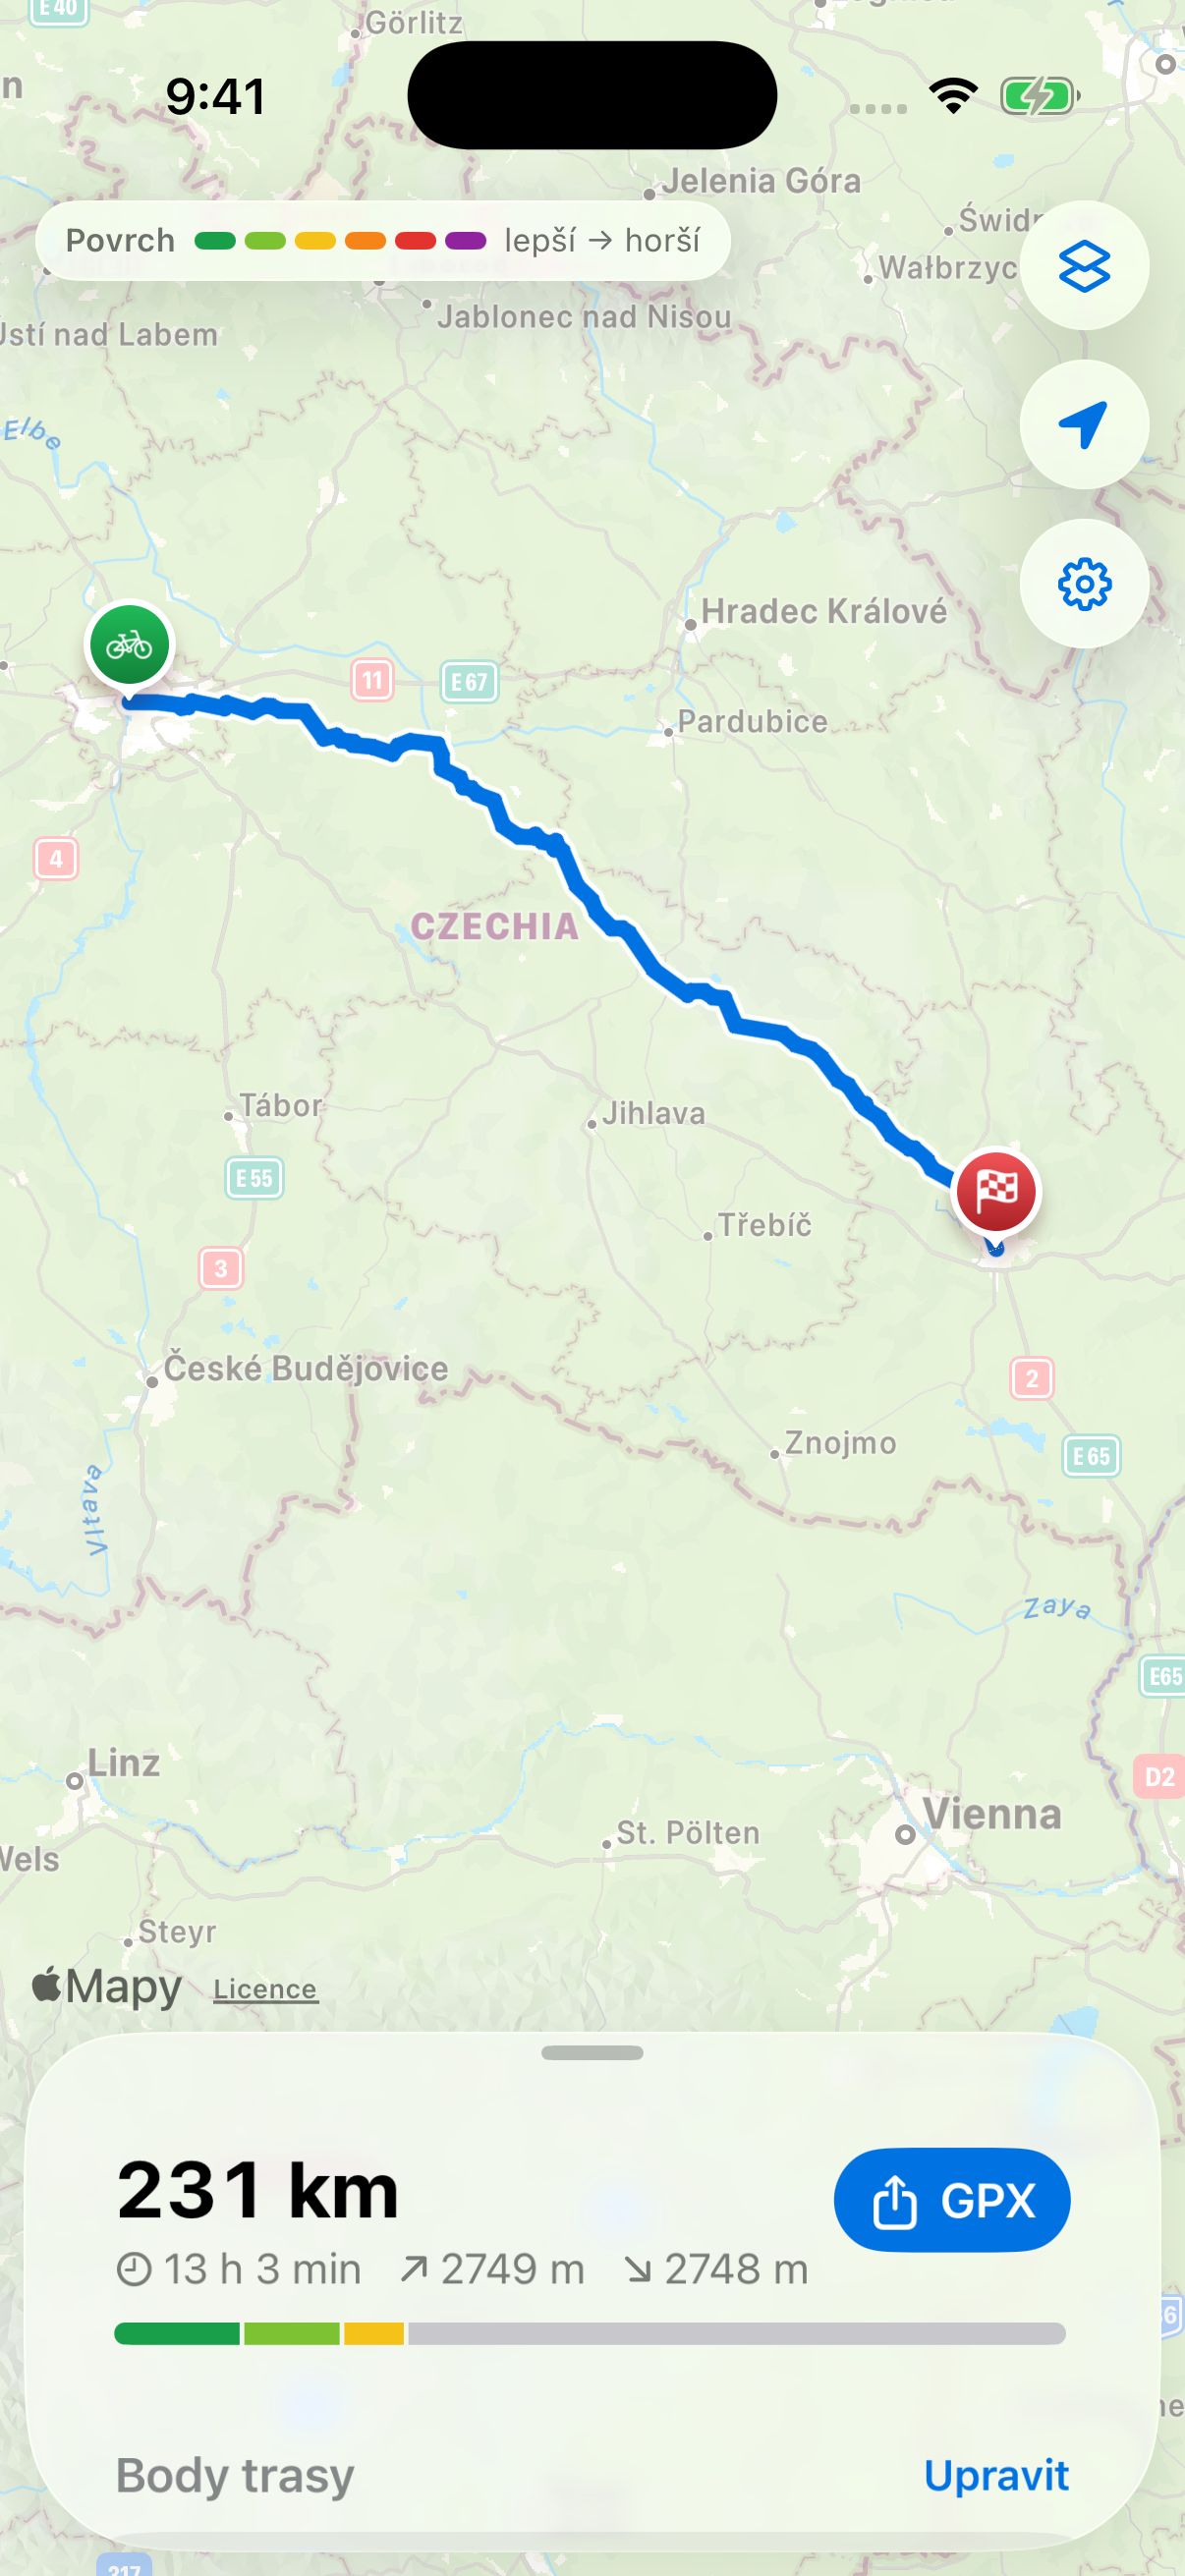 E 40
Görlitz
9:41
Jelenia Góra
Povrch lepší → horší
Wałbrzyc
Jablonec nad Nisou
Ústí nad Labem
Elbe
Hradec Králové
11
E 67
Pardubice
4
CZECHIA
Tábor
Jihlava
E 55
Třebíč
3
České Budějovice
2
Znojmo
E 65
Vltava
Zaya
E65
Linz
D2
Vienna
St. Pölten
Wels
Steyr
Mapy Licence
231 km
GPX
13 h 3 min ↗ 2749 m ↘ 2748 m
Body trasy
Upravit
217